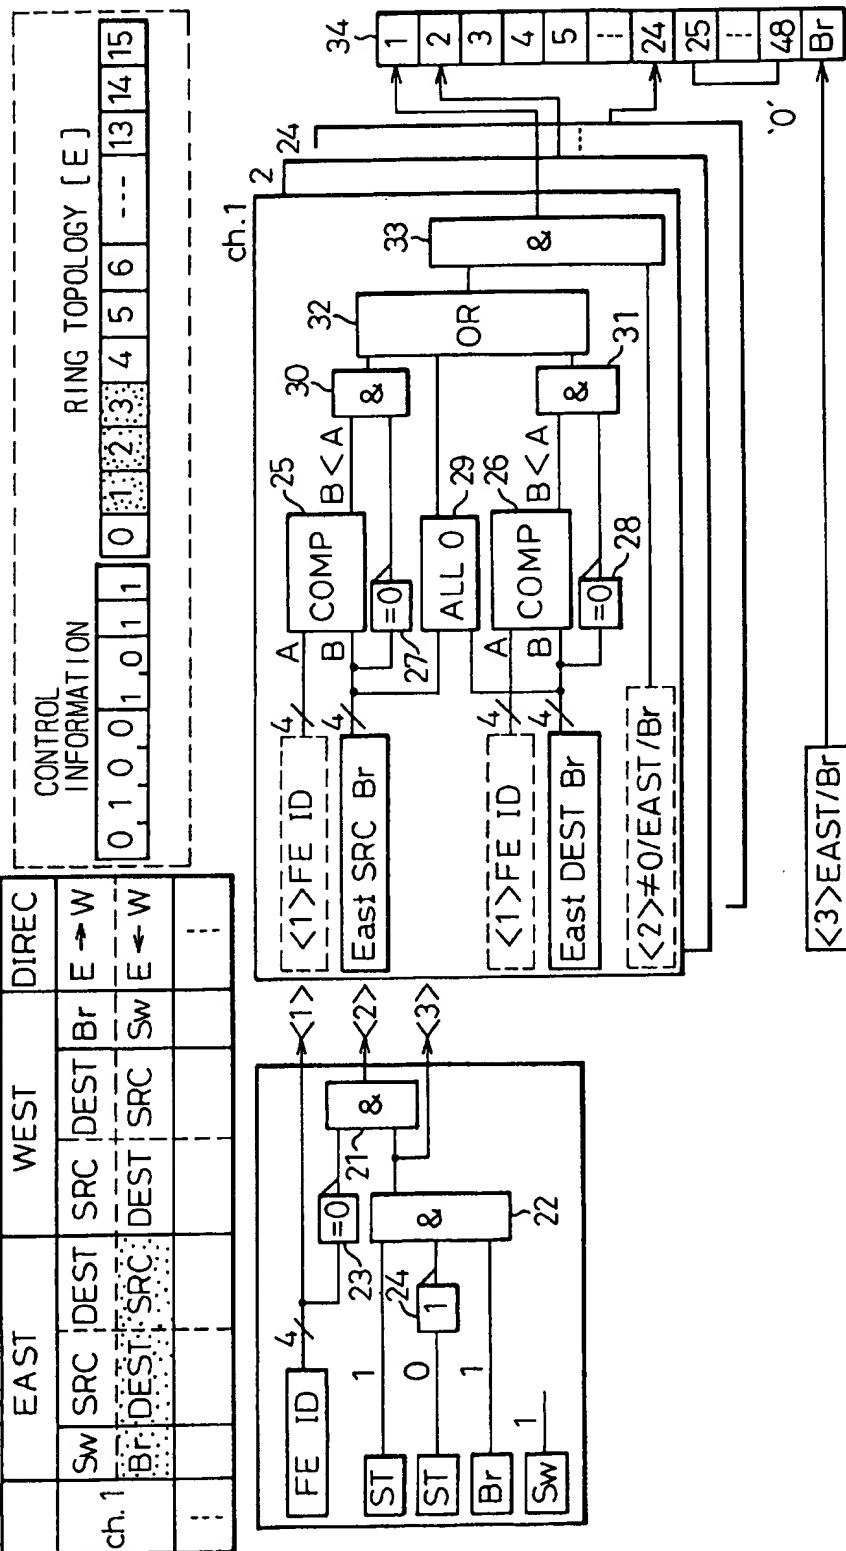 EAST WEST DIREC
ch.1 Sw SRC DEST SRC DEST Br E→W
Br DEST SRC DEST SRC Sw E←W
CONTROL INFORMATION
0 1 0 0 1 0 1 1
RING TOPOLOGY [E]
0 1 2 3 4 5 6 --- 13 14 15
FE ID
4
=0
23
ST
1
ST
0
24
1
Br
1
Sw
1
&
21
&
22
<1>
<2>
<3>
ch.1
2
24
<1>FE ID
4
A
East SRC Br
4
B
COMP
25
B<A
=0
27
&
30
ALL 0
29
<1>FE ID
4
A
East DEST Br
4
B
COMP
26
B<A
=0
28
&
31
OR
32
&
33
<2>≠0/EAST/Br
<3>EAST/Br
34
1
2
3
4
5
24
25
48
Br
'0'